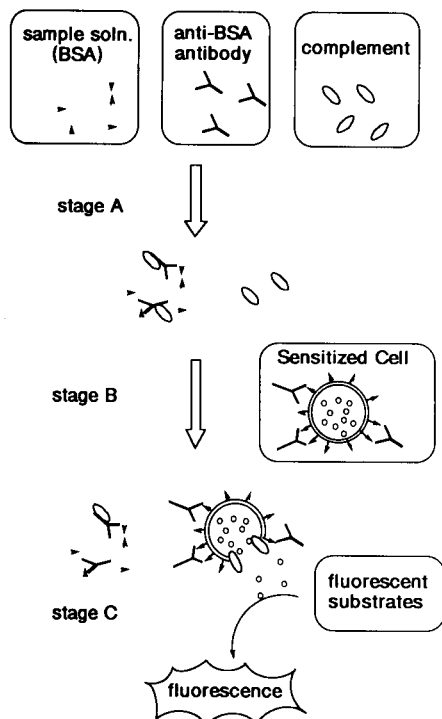 sample soln.
(BSA)
anti-BSA
antibody
complement
stage A
stage B
Sensitized Cell
stage C
fluorescent
substrates
fluorescence